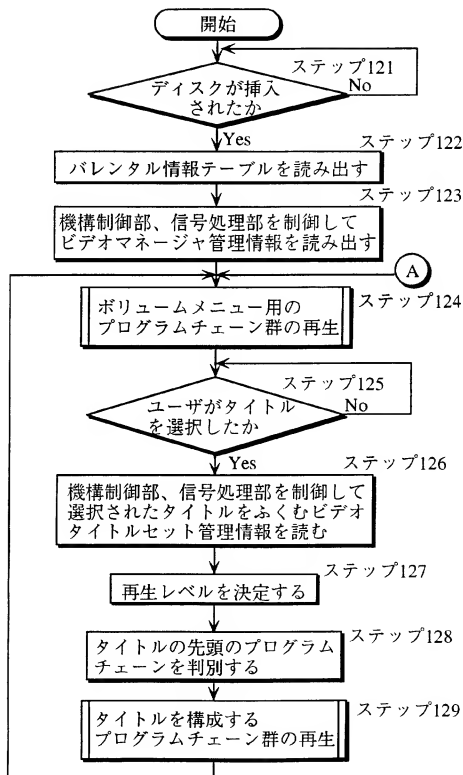 開始
ステップ121
ディスクが挿入
されたか
No
Yes
ステップ122
バレンタル情報テーブルを読み出す
ステップ123
機構制御部、信号処理部を制御して
ビデオマネージャ管理情報を読み出す
A
ステップ124
ボリュームメニュー用の
プログラムチェーン群の再生
ステップ125
ユーザがタイトル
を選択したか
No
Yes
ステップ126
機構制御部、信号処理部を制御して
選択されたタイトルをふくむビデオ
タイトルセット管理情報を読む
ステップ127
再生レベルを決定する
ステップ128
タイトルの先頭のプログラム
チェーンを判別する
ステップ129
タイトルを構成する
プログラムチェーン群の再生